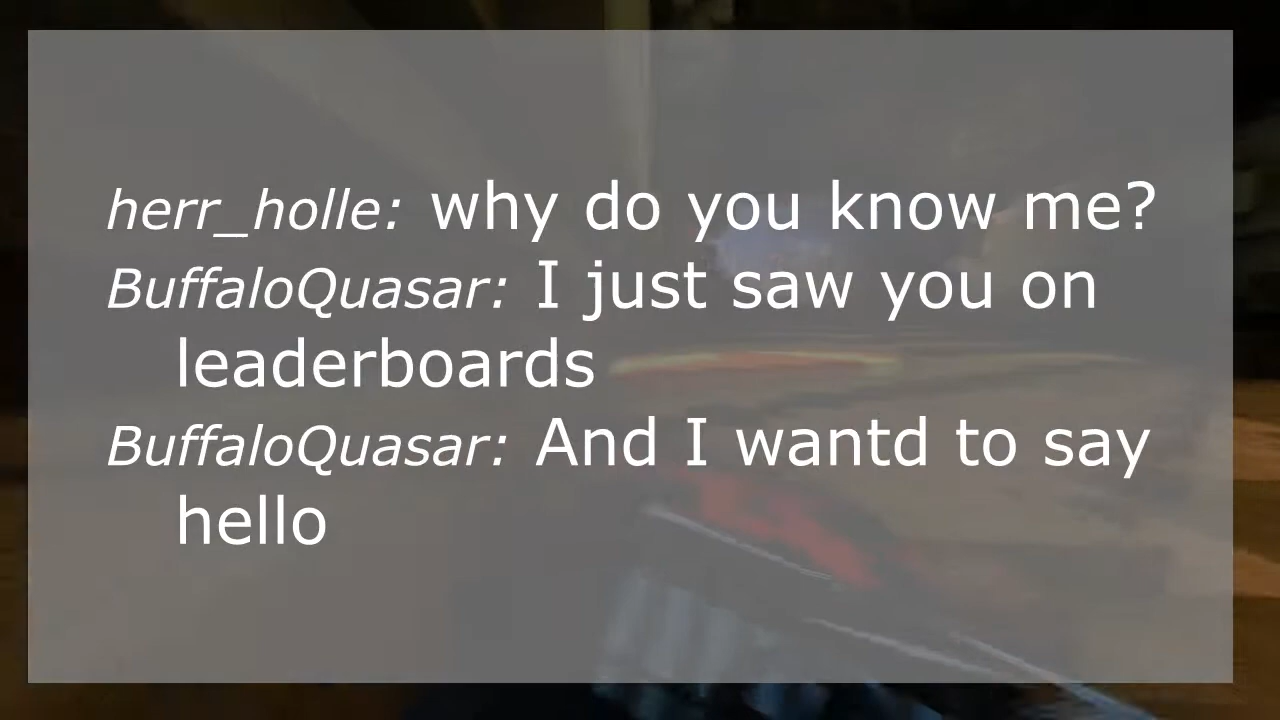 herr_holle: why do you know me?
BuffaloQuasar: I just saw you on
leaderboards
BuffaloQuasar: And I wantd to say
hello